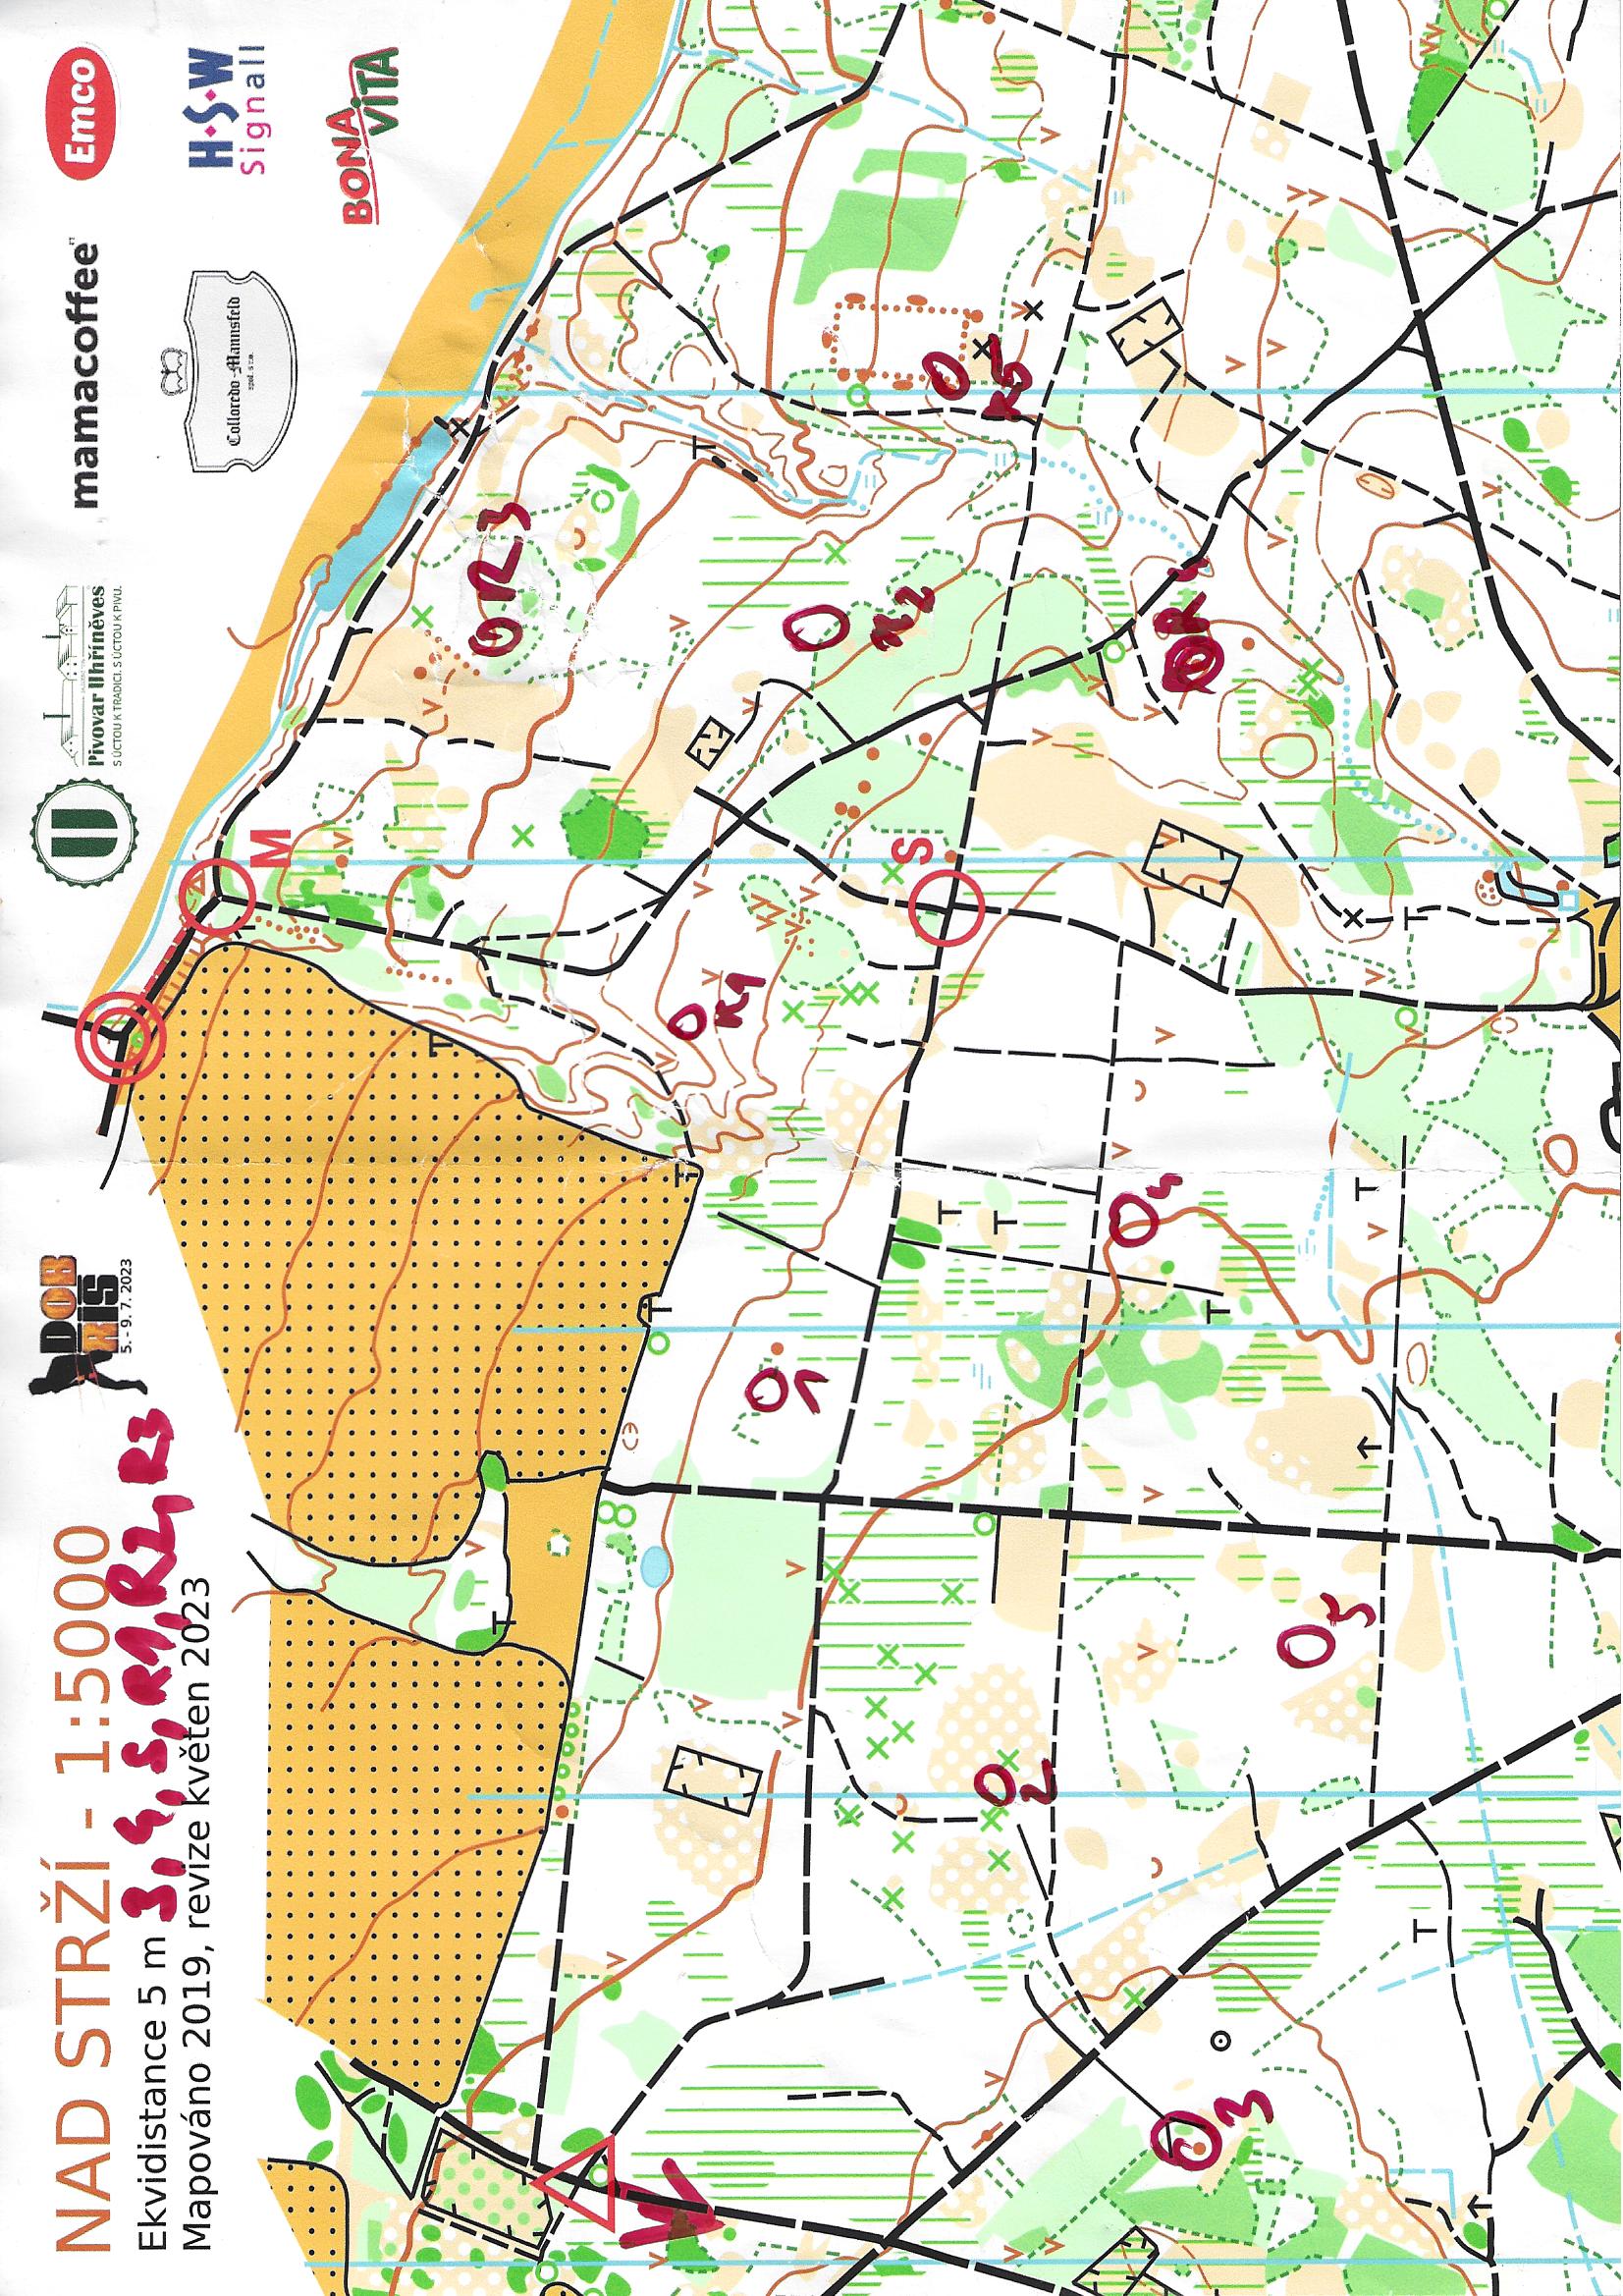 NAD STRŽÍ - 1:5000
Ekvidistance 5 m 3, 4, 5, R1, R2, R3
Mapováno 2019, revize květen 2023
DOB
RIS
5. - 9. 7. 2023
U
Pivovar Uhříněves
S ÚCTOU K TRADICI. S ÚCTOU K PIVU.
mamacoffee
Emco
Colloredo-Mannsfeld
spol. s r.o.
H·S·W
Signall
BONA
VITA
M
R3
R1
1
R2
S
2
R5
3
4
5